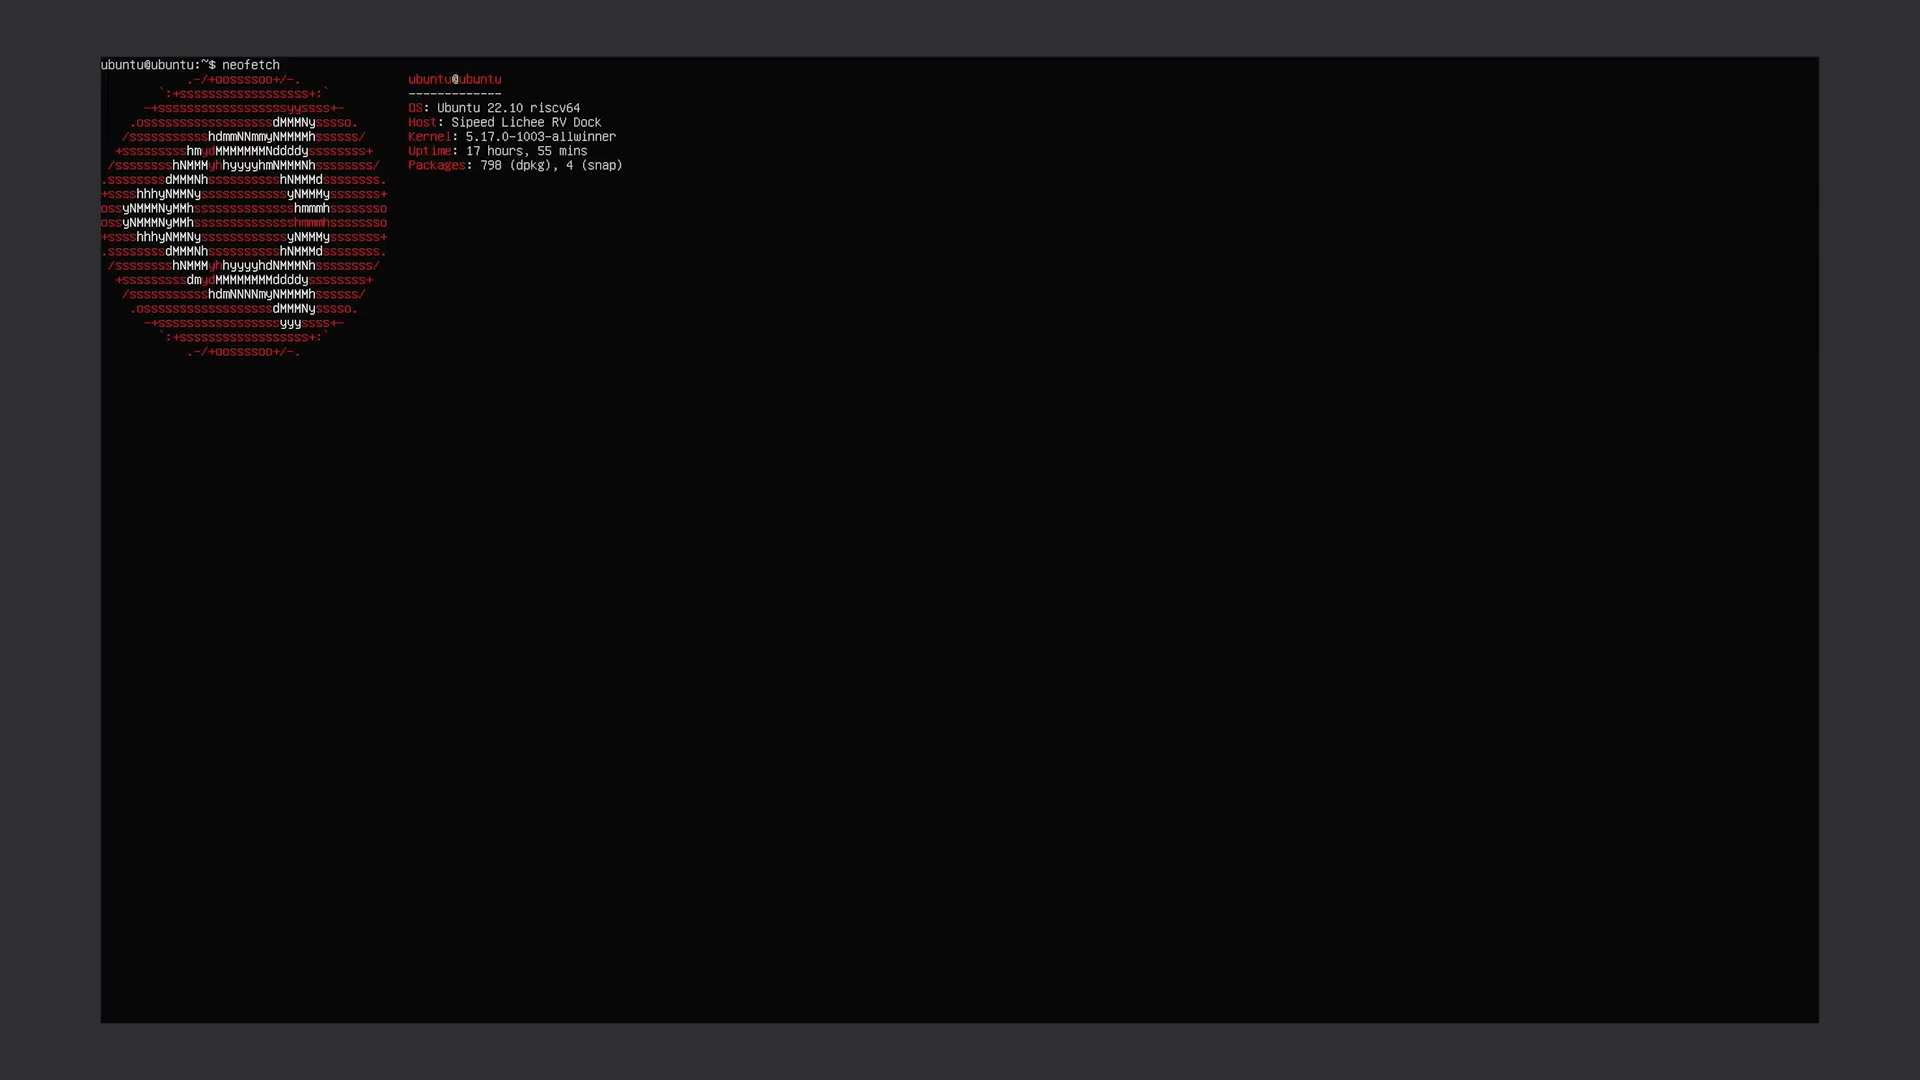 ubuntu@ubuntu:~$ neofetch
.-/+oossssoo+/-. ubuntu@ubuntu
`:+ssssssssssssssssss+:` -------------
-+ssssssssssssssssssyyssss+- OS: Ubuntu 22.10 riscv64
.ossssssssssssssssssdMMMNysssso. Host: Sipeed Lichee RV Dock
/ssssssssssshdmmNNmmyNMMMMhssssss/ Kernel: 5.17.0-1003-allwinner
+ssssssssshmydMMMMMMMNddddyssssssss+ Uptime: 17 hours, 55 mins
/sssssssshNMMMyhhyyyyhmNMMMNhssssssss/ Packages: 798 (dpkg), 4 (snap)
.ssssssssdMMMNhsssssssssshNMMMdssssssss.
+sssshhhyNMMNyssssssssssssyNMMMysssssss+
ossyNMMMNyMMhsssssssssssssshmmmhssssssso
ossyNMMMNyMMhsssssssssssssshmmmhssssssso
+sssshhhyNMMNyssssssssssssyNMMMysssssss+
.ssssssssdMMMNhsssssssssshNMMMdssssssss.
/sssssssshNMMMyhhyyyyhdNMMMNhssssssss/
+sssssssssdmydMMMMMMMMddddyssssssss+
/ssssssssssshdmNNNNmyNMMMMhssssss/
.ossssssssssssssssssdMMMNysssso.
-+sssssssssssssssssyyyssss+-
`:+ssssssssssssssssss+:`
.-/+oossssoo+/-.